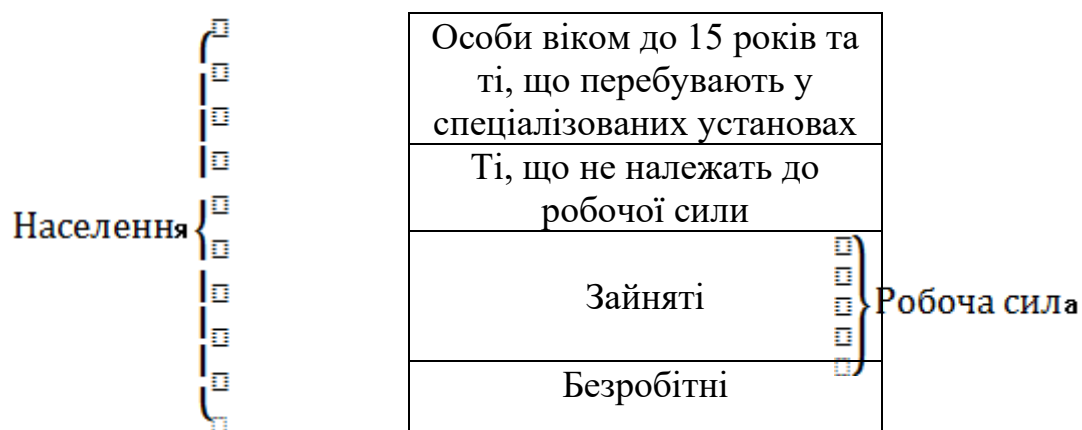 Особи віком до 15 років та
ті, що перебувають у
спеціалізованих установах
Ті, що не належать до
робочої сили
Населення
Зайняті
Робоча сила
Безробітні